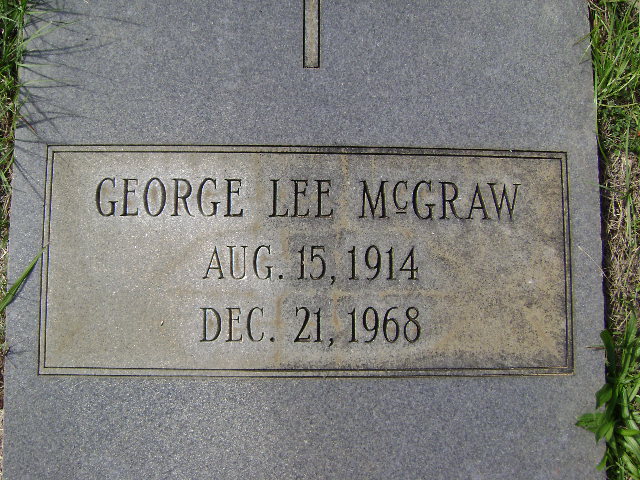 GEORGE LEE McGRAW
AUG. 15, 1914
DEC. 21, 1968